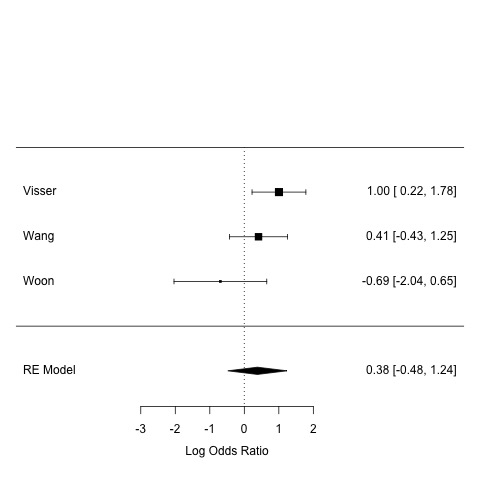 Visser 1.00 [ 0.22, 1.78]
Wang 0.41 [-0.43, 1.25]
Woon -0.69 [-2.04, 0.65]
RE Model 0.38 [-0.48, 1.24]
-3 -2 -1 0 1 2
Log Odds Ratio